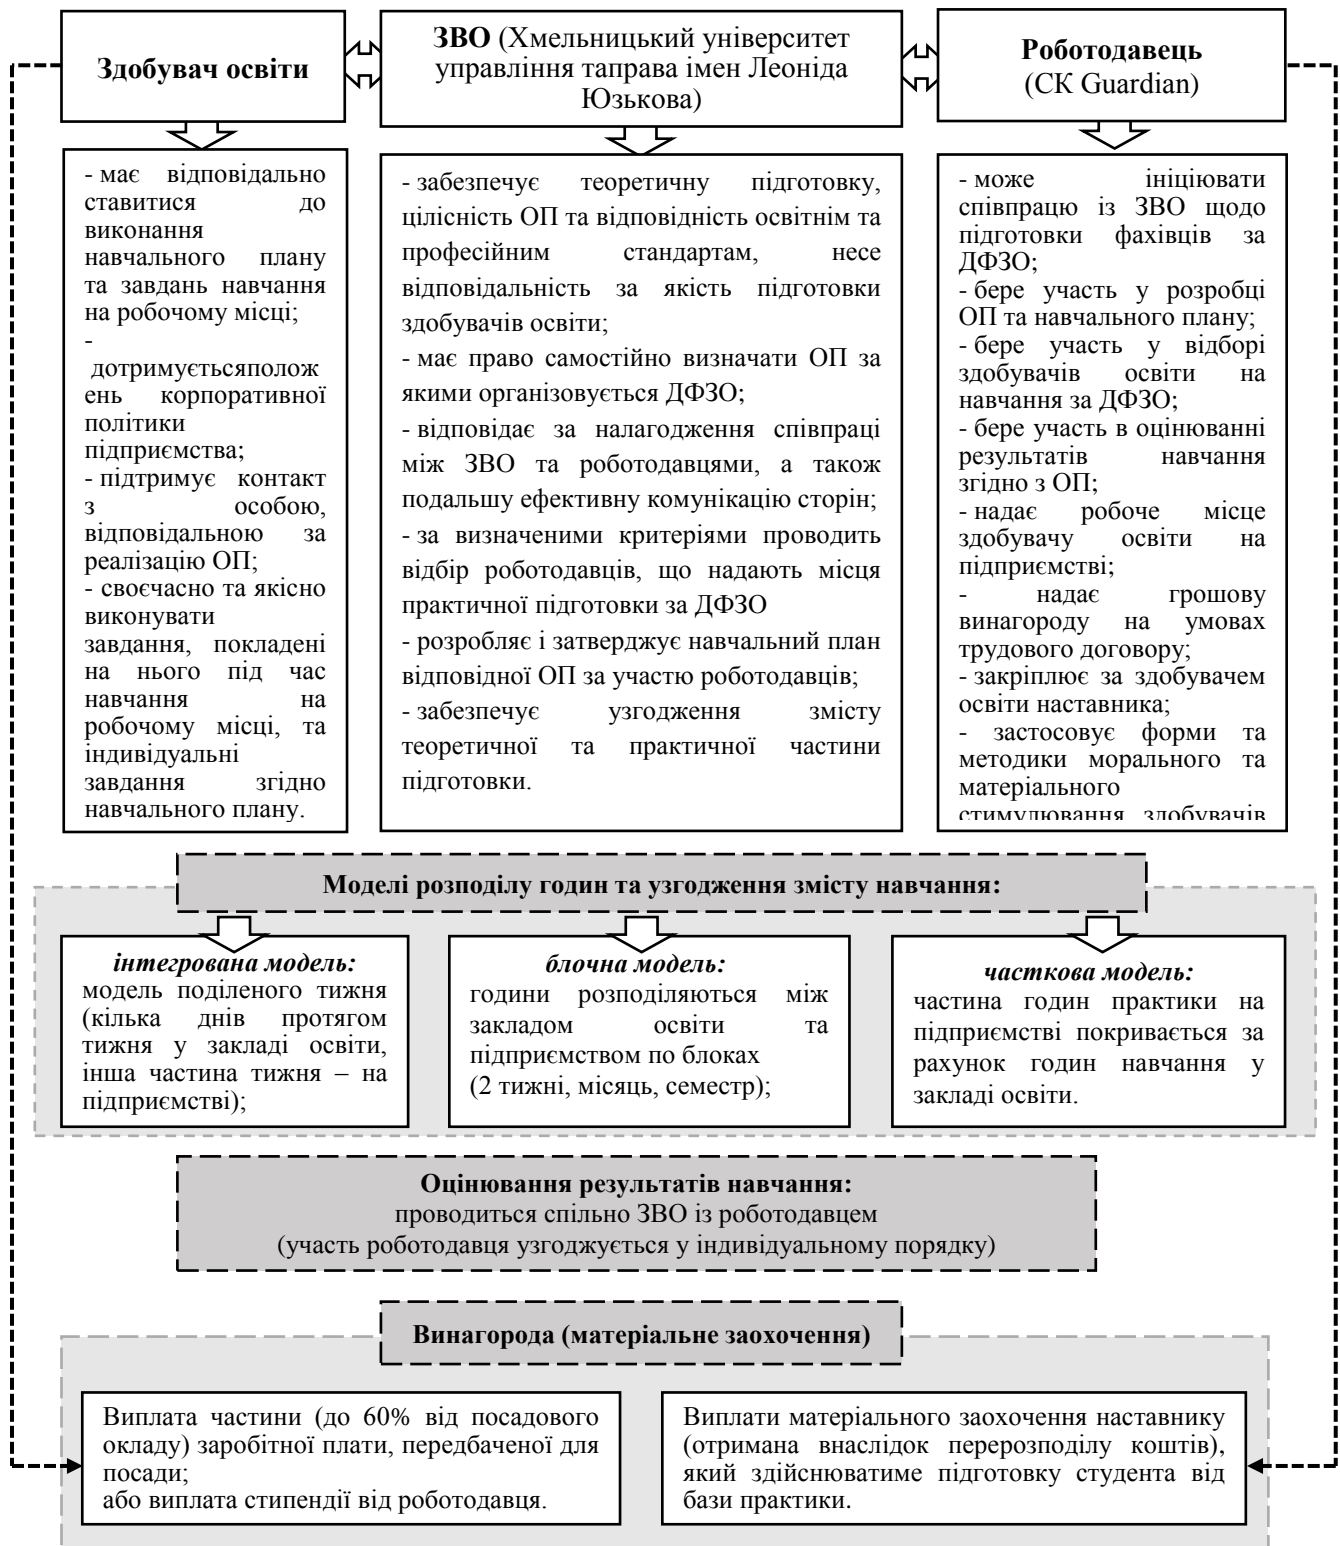 Здобувач освіти
ЗВО (Хмельницький університет
управління таправа імен Леоніда
Юзькова)
Роботодавець
(СК Guardian)
- має відповідально
ставитися до
виконання
навчального плану
та завдань навчання
на робочому місці;
-
дотримуєтьсяполож
ень корпоративної
політики
підприємства;
- підтримує контакт
з особою,
відповідальною за
реалізацію ОП;
- своєчасно та якісно
виконувати
завдання, покладені
на нього під час
навчання на
робочому місці, та
індивідуальні
завдання згідно
навчального плану.
- забезпечує теоретичну підготовку,
цілісність ОП та відповідність освітнім та
професійним стандартам, несе
відповідальність за якість підготовки
здобувачів освіти;
- має право самостійно визначати ОП за
якими організовується ДФЗО;
- відповідає за налагодження співпраці
між ЗВО та роботодавцями, а також
подальшу ефективну комунікацію сторін;
- за визначеними критеріями проводить
відбір роботодавців, що надають місця
практичної підготовки за ДФЗО
- розробляє і затверджує навчальний план
відповідної ОП за участю роботодавців;
- забезпечує узгодження змісту
теоретичної та практичної частини
підготовки.
- може ініціювати
співпрацю із ЗВО щодо
підготовки фахівців за
ДФЗО;
- бере участь у розробці
ОП та навчального плану;
- бере участь у відборі
здобувачів освіти на
навчання за ДФЗО;
- бере участь в оцінюванні
результатів навчання
згідно з ОП;
- надає робоче місце
здобувачу освіти на
підприємстві;
- надає грошову
винагороду на умовах
трудового договору;
- закріплює за здобувачем
освіти наставника;
- застосовує форми та
методики морального та
матеріального
стимулювання здобувачів
Моделі розподілу годин та узгодження змісту навчання:
інтегрована модель:
модель поділеного тижня
(кілька днів протягом
тижня у закладі освіти,
інша частина тижня – на
підприємстві);
блочна модель:
години розподіляються між
закладом освіти та
підприємством по блоках
(2 тижні, місяць, семестр);
часткова модель:
частина годин практики на
підприємстві покривається за
рахунок годин навчання у
закладі освіти.
Оцінювання результатів навчання:
проводиться спільно ЗВО із роботодавцем
(участь роботодавця узгоджується у індивідуальному порядку)
Винагорода (матеріальне заохочення)
Виплата частини (до 60% від посадового
окладу) заробітної плати, передбаченої для
посади;
або виплата стипендії від роботодавця.
Виплати матеріального заохочення наставнику
(отримана внаслідок перерозподілу коштів),
який здійснюватиме підготовку студента від
бази практики.